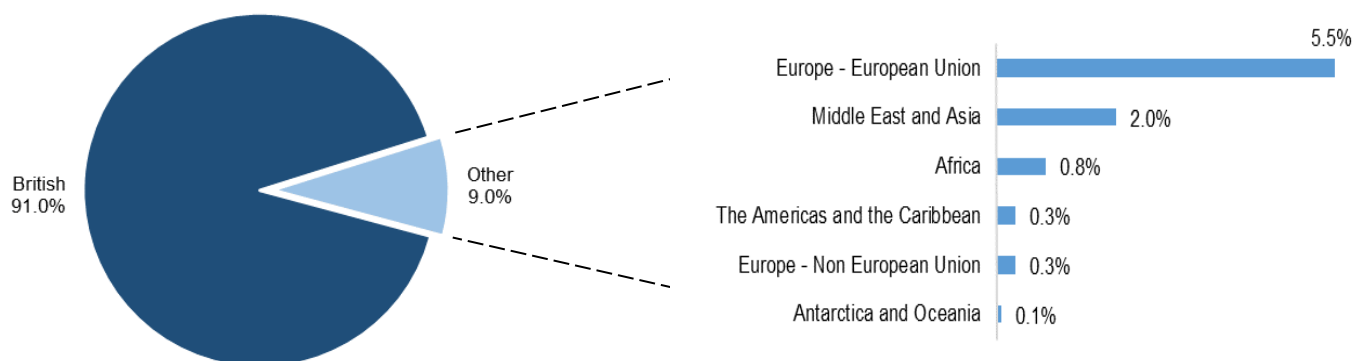 British
91.0%
Other
9.0%
5.5%
Europe - European Union
Middle East and Asia
2.0%
Africa
0.8%
The Americas and the Caribbean
0.3%
Europe - Non European Union
0.3%
Antarctica and Oceania
0.1%